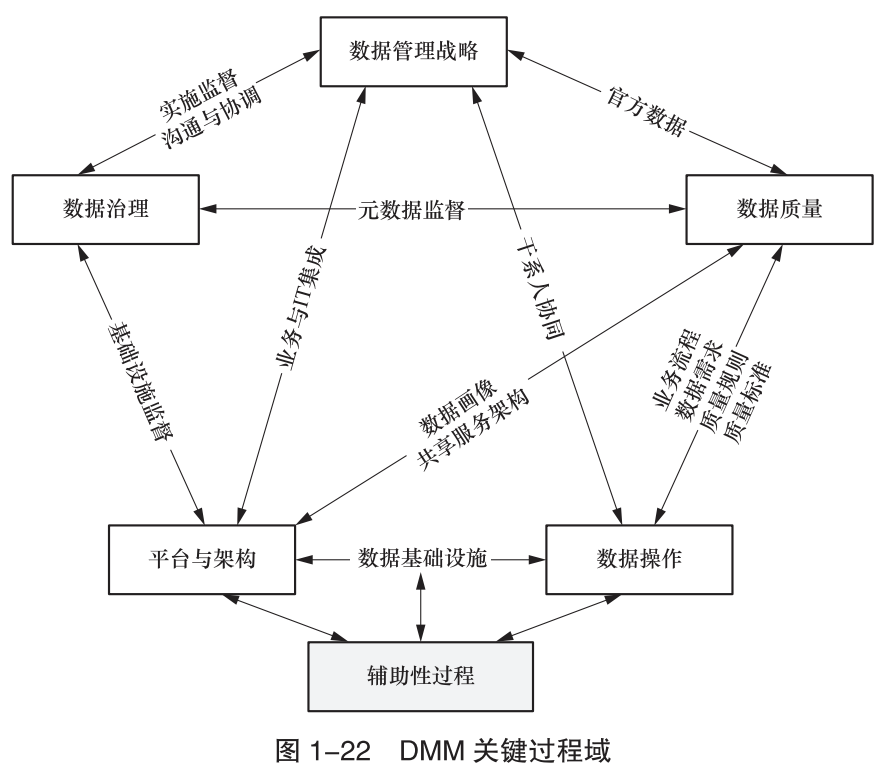 数据管理战略
实施监督
沟通与协调
官方数据
数据治理
元数据监督
数据质量
业务与IT集成
干系人协同
基础设施监督
数据画像
共享服务架构
业务流程
数据需求
质量规则
质量标准
平台与架构
数据基础设施
数据操作
辅助性过程
图 1-22 DMM 关键过程域